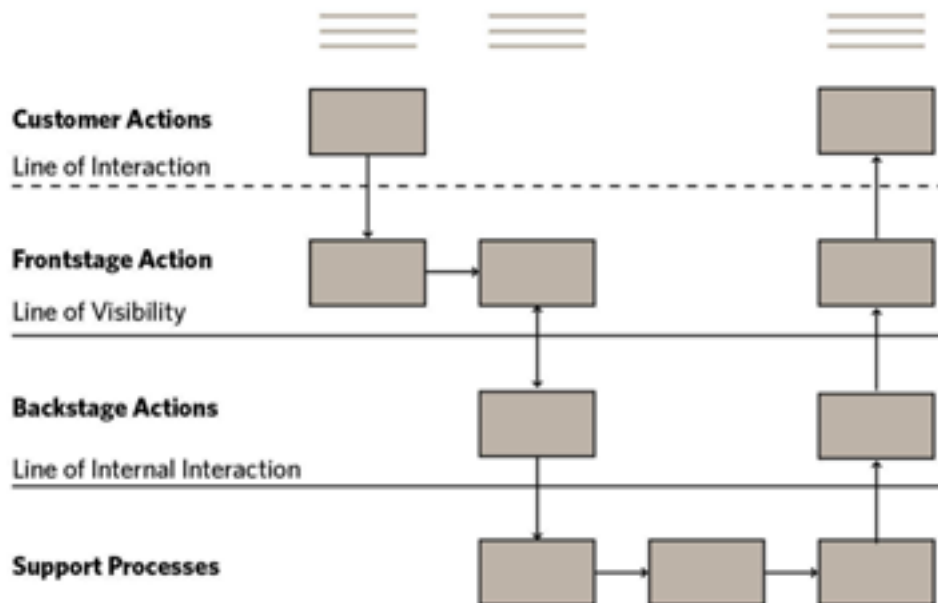 Customer Actions
Line of Interaction
Frontstage Action
Line of Visibility
Backstage Actions
Line of Internal Interaction
Support Processes